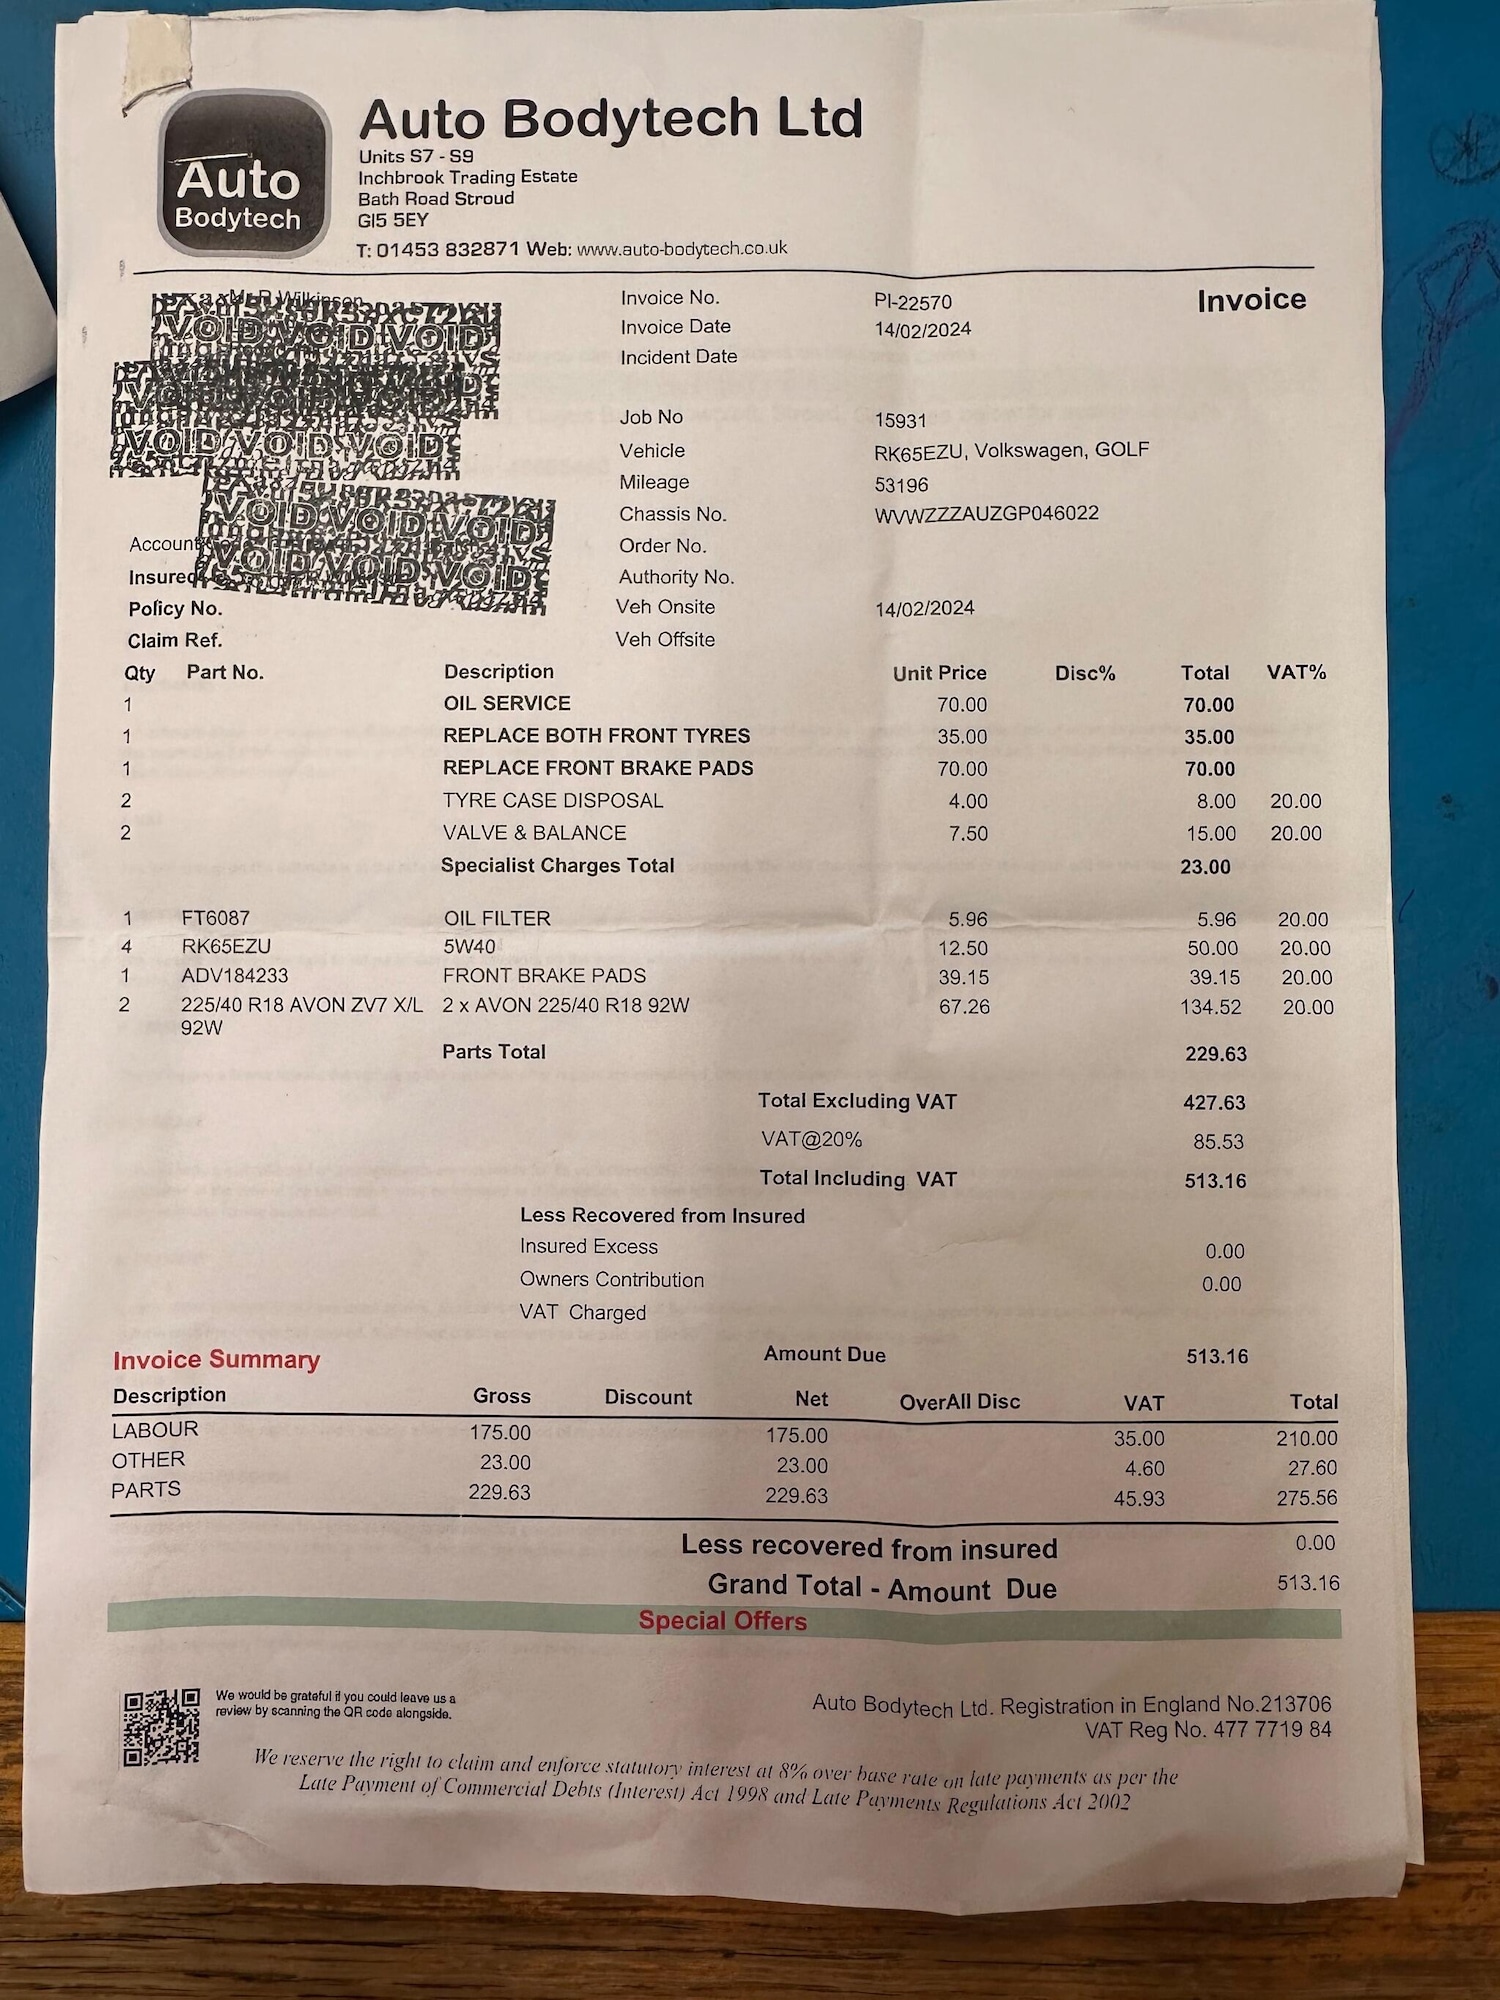 Auto Bodytech Ltd
Auto
Bodytech
Units S7 - S9
Inchbrook Trading Estate
Bath Road Stroud
Gl5 5EY
T: 01453 832871 Web: www.auto-bodytech.co.uk
Invoice
Mr R Wilkinson
VOID VOID VOID
VOID VOID VOID
VOID VOID VOID
VOID VOID VOID
Invoice No. PI-22570
Invoice Date 14/02/2024
Incident Date
Job No 15931
Vehicle RK65EZU, Volkswagen, GOLF
Mileage 53196
Chassis No. WVWZZZAUZGP046022
Account
Order No.
Insured
Authority No.
Policy No.
Veh Onsite 14/02/2024
Claim Ref.
Veh Offsite
Qty Part No. Description Unit Price Disc% Total VAT%
1 OIL SERVICE 70.00 70.00
1 REPLACE BOTH FRONT TYRES 35.00 35.00
1 REPLACE FRONT BRAKE PADS 70.00 70.00
2 TYRE CASE DISPOSAL 4.00 8.00 20.00
2 VALVE & BALANCE 7.50 15.00 20.00
Specialist Charges Total 23.00
1 FT6087 OIL FILTER 5.96 5.96 20.00
4 RK65EZU 5W40 12.50 50.00 20.00
1 ADV184233 FRONT BRAKE PADS 39.15 39.15 20.00
2 225/40 R18 AVON ZV7 X/L 2 x AVON 225/40 R18 92W 67.26 134.52 20.00
92W
Parts Total 229.63
Total Excluding VAT 427.63
VAT@20% 85.53
Total Including VAT 513.16
Less Recovered from Insured
Insured Excess 0.00
Owners Contribution 0.00
VAT Charged
Invoice Summary
Amount Due 513.16
Description Gross Discount Net OverAll Disc VAT Total
LABOUR 175.00 175.00 35.00 210.00
OTHER 23.00 23.00 4.60 27.60
PARTS 229.63 229.63 45.93 275.56
Less recovered from insured 0.00
Grand Total - Amount Due 513.16
Special Offers
We would be grateful if you could leave us a
review by scanning the QR code alongside.
Auto Bodytech Ltd. Registration in England No.213706
VAT Reg No. 477 7719 84
We reserve the right to claim and enforce statutory interest at 8% over base rate on late payments as per the
Late Payment of Commercial Debts (Interest) Act 1998 and Late Payments Regulations Act 2002